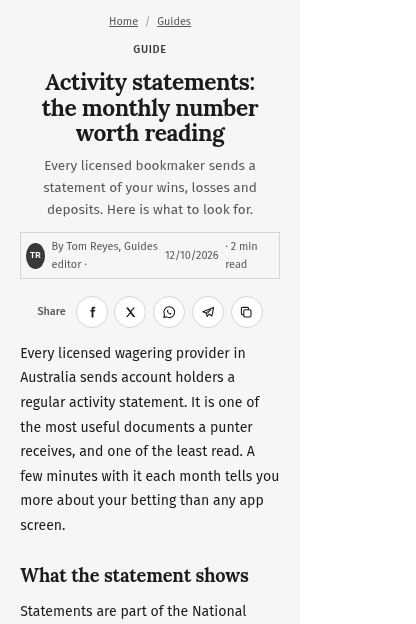 Home / Guides
GUIDE
Activity statements:
the monthly number
worth reading
Every licensed bookmaker sends a
statement of your wins, losses and
deposits. Here is what to look for.
TR
By Tom Reyes, Guides
editor ·
12/10/2026
· 2 min
read
Share
Every licensed wagering provider in
Australia sends account holders a
regular activity statement. It is one of
the most useful documents a punter
receives, and one of the least read. A
few minutes with it each month tells you
more about your betting than any app
screen.
What the statement shows
Statements are part of the National